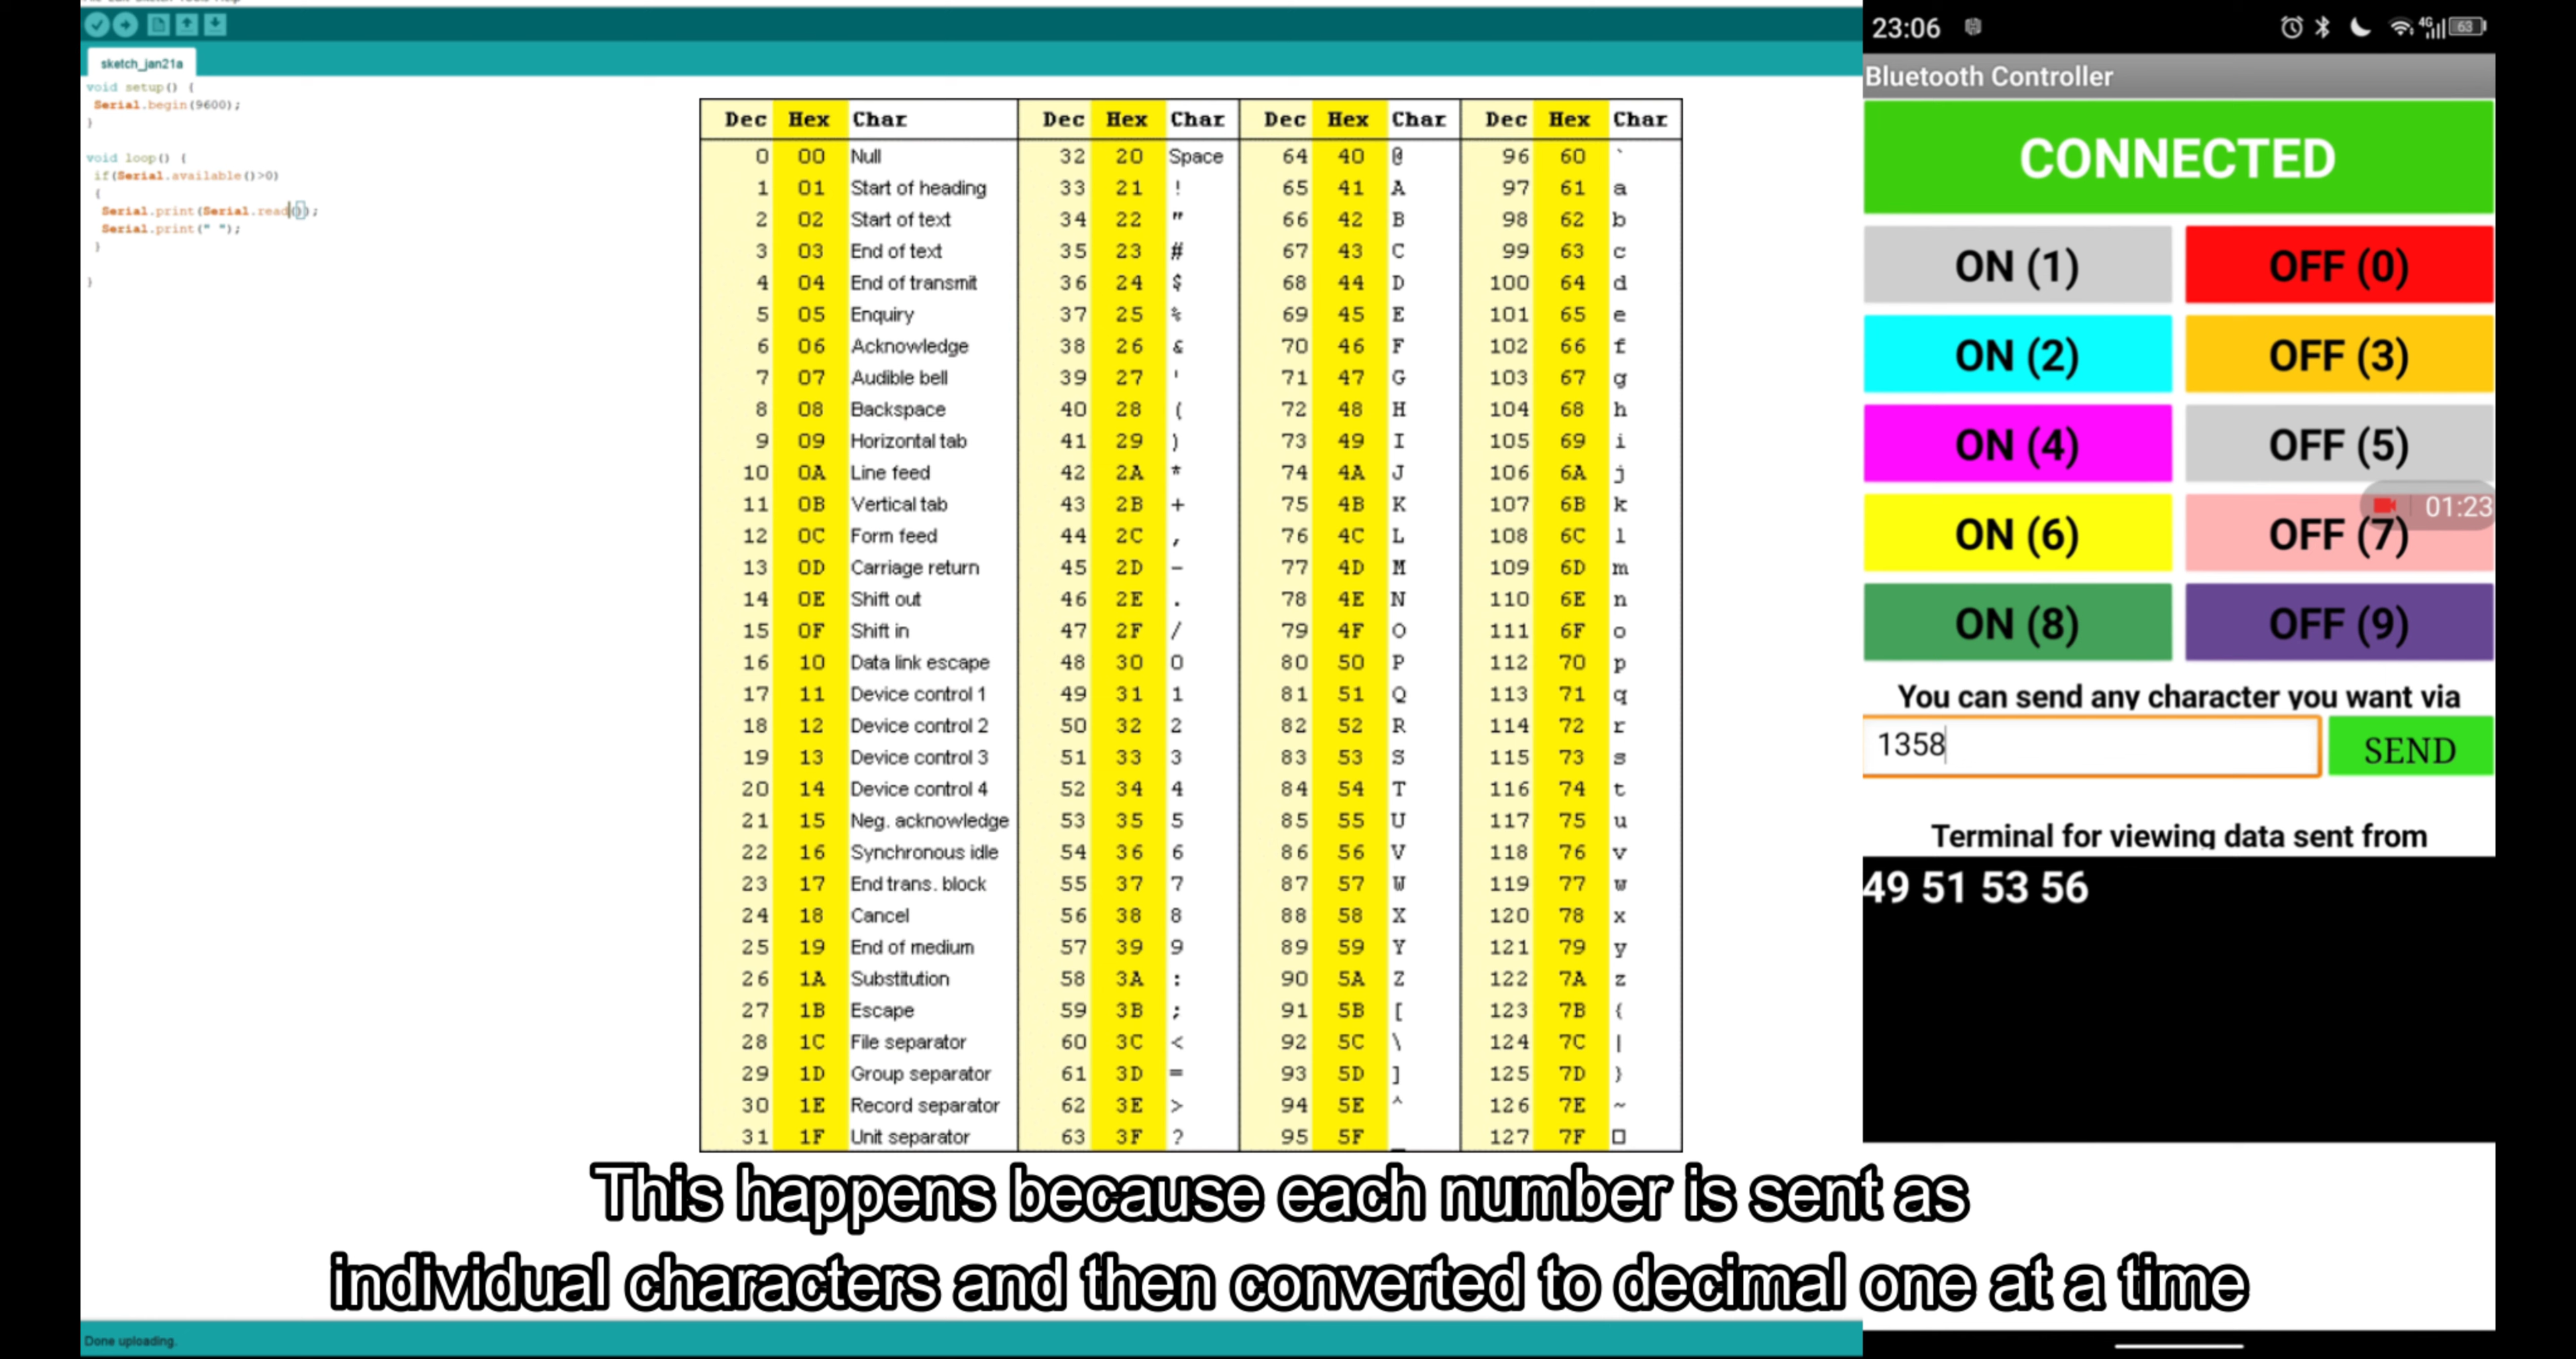 sketch_jan21a
void setup() {
Serial.begin(9600);
}
void loop() {
if(Serial.available()>0)
{
Serial.print(Serial.read());
Serial.print(" ");
}
}
Dec Hex Char Dec Hex Char Dec Hex Char Dec Hex Char
0 00 Null 32 20 Space 64 40 @ 96 60 `
1 01 Start of heading 33 21 ! 65 41 A 97 61 a
2 02 Start of text 34 22 " 66 42 B 98 62 b
3 03 End of text 35 23 # 67 43 C 99 63 c
4 04 End of transmit 36 24 $ 68 44 D 100 64 d
5 05 Enquiry 37 25 % 69 45 E 101 65 e
6 06 Acknowledge 38 26 & 70 46 F 102 66 f
7 07 Audible bell 39 27 ' 71 47 G 103 67 g
8 08 Backspace 40 28 ( 72 48 H 104 68 h
9 09 Horizontal tab 41 29 ) 73 49 I 105 69 i
10 0A Line feed 42 2A * 74 4A J 106 6A j
11 0B Vertical tab 43 2B + 75 4B K 107 6B k
12 0C Form feed 44 2C , 76 4C L 108 6C l
13 0D Carriage return 45 2D - 77 4D M 109 6D m
14 0E Shift out 46 2E . 78 4E N 110 6E n
15 0F Shift in 47 2F / 79 4F O 111 6F o
16 10 Data link escape 48 30 0 80 50 P 112 70 p
17 11 Device control 1 49 31 1 81 51 Q 113 71 q
18 12 Device control 2 50 32 2 82 52 R 114 72 r
19 13 Device control 3 51 33 3 83 53 S 115 73 s
20 14 Device control 4 52 34 4 84 54 T 116 74 t
21 15 Neg. acknowledge 53 35 5 85 55 U 117 75 u
22 16 Synchronous idle 54 36 6 86 56 V 118 76 v
23 17 End trans. block 55 37 7 87 57 W 119 77 w
24 18 Cancel 56 38 8 88 58 X 120 78 x
25 19 End of medium 57 39 9 89 59 Y 121 79 y
26 1A Substitution 58 3A : 90 5A Z 122 7A z
27 1B Escape 59 3B ; 91 5B [ 123 7B {
28 1C File separator 60 3C < 92 5C \ 124 7C |
29 1D Group separator 61 3D = 93 5D ] 125 7D }
30 1E Record separator 62 3E > 94 5E ^ 126 7E ~
31 1F Unit separator 63 3F ? 95 5F _ 127 7F □
23:06 4G 63
Bluetooth Controller
CONNECTED
ON (1) OFF (0)
ON (2) OFF (3)
ON (4) OFF (5)
01:23
ON (6) OFF (7)
ON (8) OFF (9)
You can send any character you want via
1358 SEND
Terminal for viewing data sent from
49 51 53 56
This happens because each number is sent as
individual characters and then converted to decimal one at a time
Done uploading.